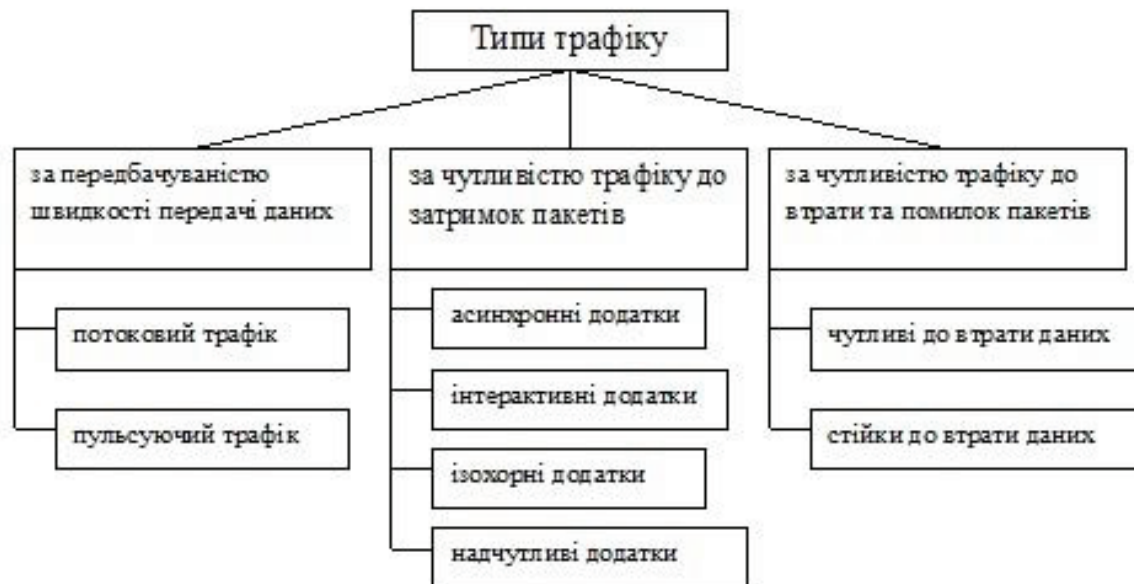 Типи трафіку
за передбачуваністю
швидкості передачі даних
потоковий трафік
пульсуючий трафік
за чутливістю трафіку до
затримок пакетів
асинхронні додатки
інтерактивні додатки
ізохорні додатки
надчутливі додатки
за чутливістю трафіку до
втрати та помилок пакетів
чутливі до втрати даних
стійки до втрати даних